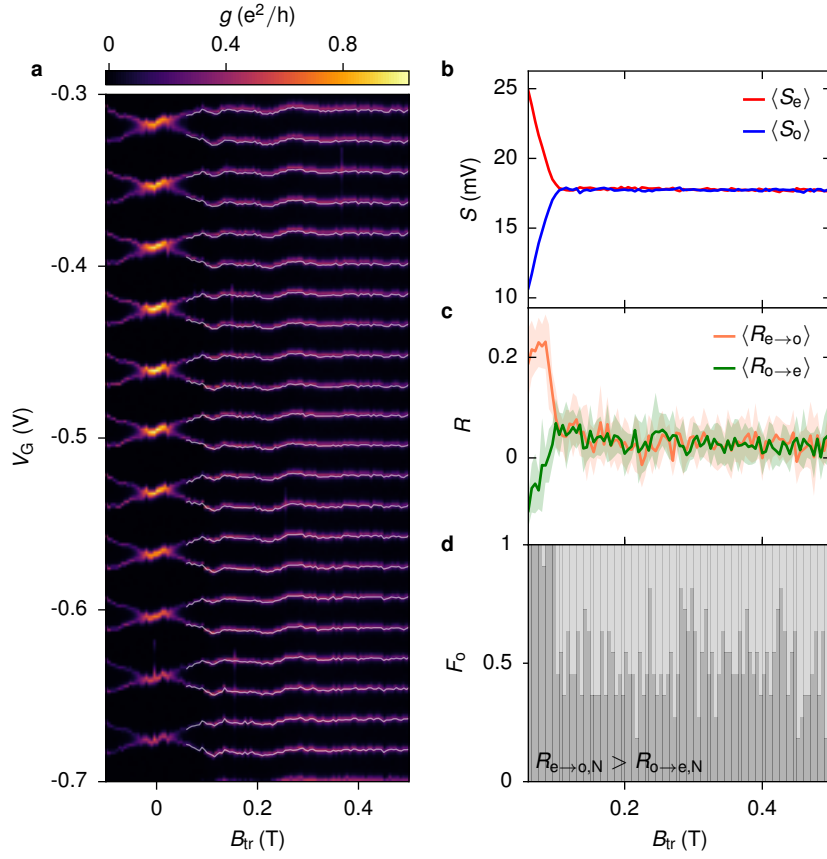 g (e²/h)
0 0.4 0.8
a
-0.3
-0.4
-0.5
-0.6
-0.7
V_G (V)
0 0.2 0.4
B_tr (T)
b
25
17
10
S (mV)
⟨S_e⟩
⟨S_o⟩
c
0.2
0
R
⟨R_e→o⟩
⟨R_o→e⟩
d
1
0.5
0
F_o
R_e→o,N > R_o→e,N
0.2 0.4
B_tr (T)